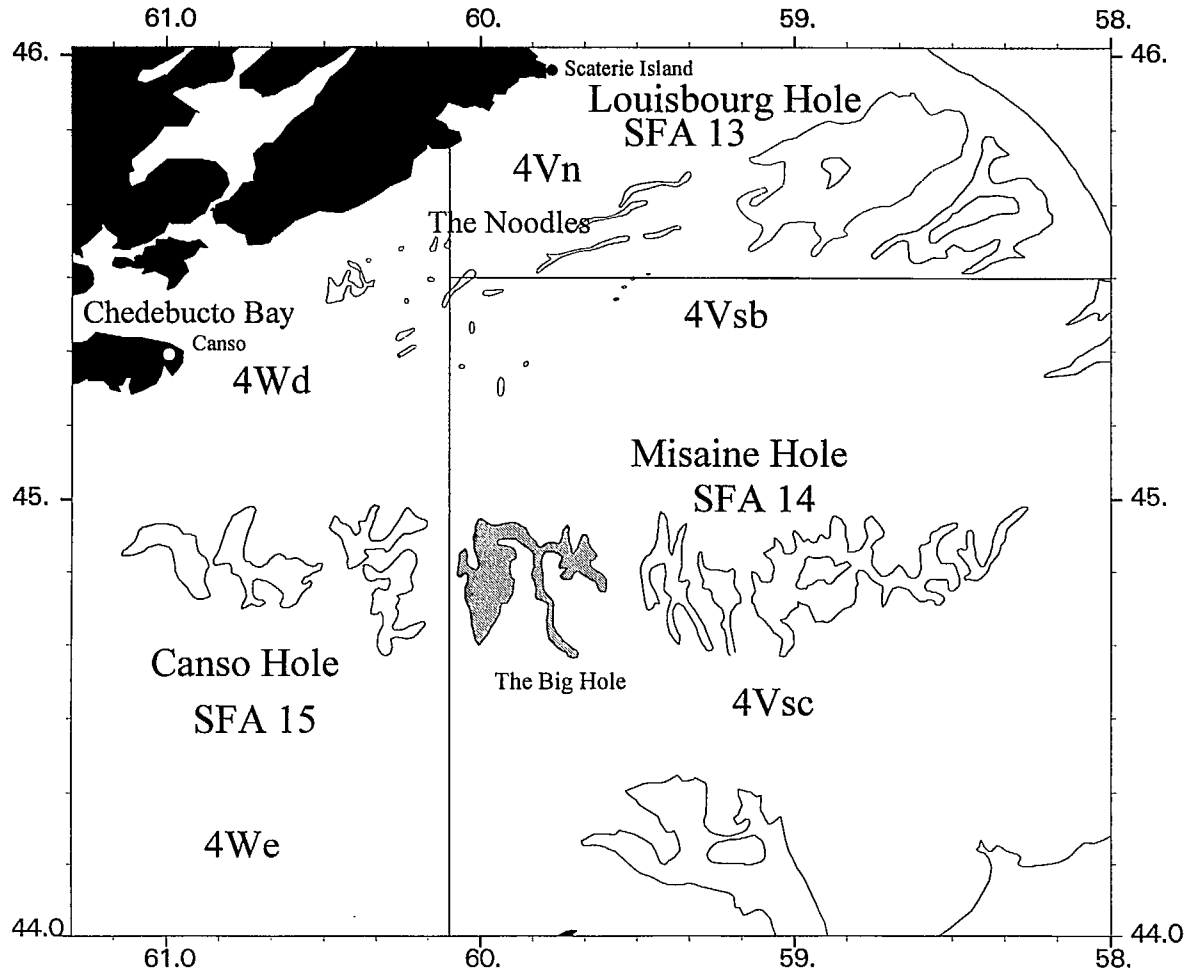 61.0 60. 59. 58.
46. 46.
Scaterie Island
Louisbourg Hole
SFA 13
4Vn
The Noodles
Chedebucto Bay
4Vsb
Canso
4Wd
Misaine Hole
45. SFA 14 45.
Canso Hole
The Big Hole
SFA 15
4Vsc
4We
44.0 44.0
61.0 60. 59. 58.